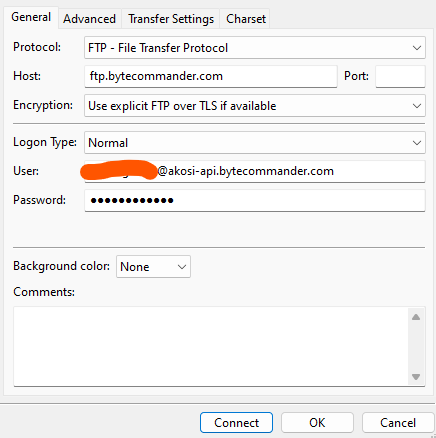 General Advanced Transfer Settings Charset
Protocol: FTP - File Transfer Protocol
Host: ftp.bytecommander.com Port:
Encryption: Use explicit FTP over TLS if available
Logon Type: Normal
User: @akosi-api.bytecommander.com
Password: ●●●●●●●●●●●●
Background color: None
Comments:
Connect OK Cancel